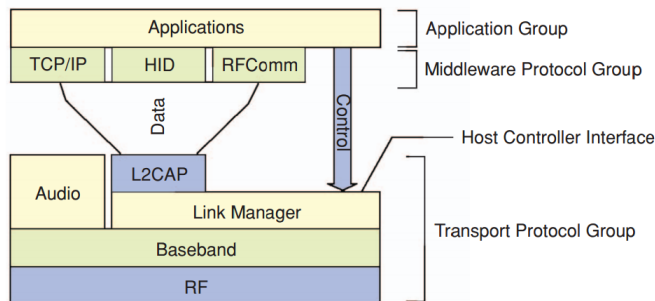 Applications
Application Group
TCP/IP
HID
RFComm
Middleware Protocol Group
Data
Control
Host Controller Interface
L2CAP
Audio
Link Manager
Transport Protocol Group
Baseband
RF